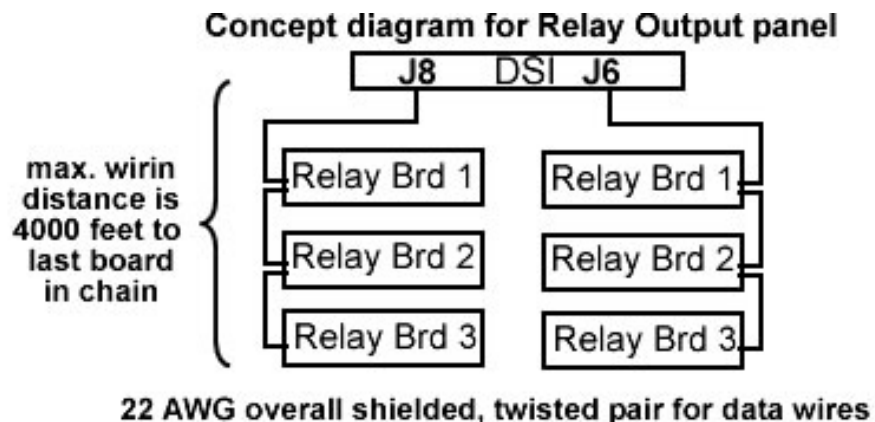 Concept diagram for Relay Output panel
J8 DSI J6
max. wirin
distance is
4000 feet to
last board
in chain
Relay Brd 1
Relay Brd 2
Relay Brd 3
Relay Brd 1
Relay Brd 2
Relay Brd 3
22 AWG overall shielded, twisted pair for data wires